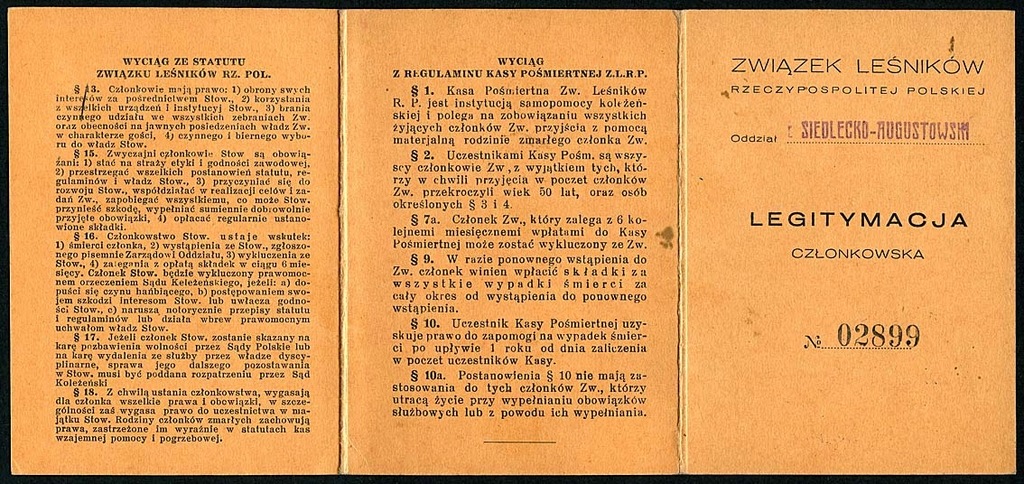 WYCIĄG ZE STATUTU
ZWIĄZKU LEŚNIKÓW RZ. POL.
§ 13. Członkowie mają prawo: 1) obrony swych
interesów za pośrednictwem Stow., 2) korzystania
z wszelkich urządzeń i Instytucyj Stow., 3) brania
czynnego udziału we wszystkich zebraniach Zw.
oraz obecności na jawnych posiedzeniach władz Zw.
w charakterze gości, 4) czynnego i biernego wybo-
ru do władz Stow.
§ 15. Zwyczajni członkowie Stow są obowią-
zani: 1) stać na straży etyki i godności zawodowej,
2) przestrzegać wszelkich postanowień statutu, re-
gulaminów i władz Stow., 3) przyczyniać się do
rozwoju Stow., współdziałać w realizacji celów i za-
dań Zw., zapobiegać wszystkiemu, co może Stow.
przynieść szkodę, wypełniać sumiennie dobrowolnie
przyjęte obowiązki, 4) opłacać regularnie ustano-
wione składki.
§ 16. Członkowstwo Stow. ustaje wskutek:
1) śmierci członka, 2) wystąpienia ze Stow., zgłoszo-
nego pisemnie Zarządowi Oddziału, 3) wykluczenia ze
Stow., 4) zalegania z opłatą składek w ciągu 6 mie-
sięcy. Członek Stow. będzie wykluczony prawomoc-
nem orzeczeniem Sądu Keleżeńskiego, jeżeli: a) do-
puści się czynu hańbiącego, b) postępowaniem swo-
jem szkodzi interesom Stow. lub uwłacza godno-
ści Stow., c) narusza notorycznie przepisy statutu
i regulaminów lub działa wbrew prawomocnym
uchwałom władz Stow.
§ 17. Jeżeli członek Stow. zostanie skazany na
karę pozbawienia wolności przez Sądy Polskie lub
na karę wydalenia ze służby przez władze dyscy-
plinarne, sprawa jego dalszego pozostawania
w Stow. musi być poddana rozpatrzeniu przez Sąd
Koleżeński
§ 18. Z chwilą ustania członkowstwa, wygasają
dla członka wszelkie prawa i obowiązki, w szcze-
gólności zaś wygasa prawo do uczestnictwa w ma-
jątku Stow. Rodziny członków zmarłych zachowują
prawa, zastrzeżone im wyraźnie w statutach kas
wzajemnej pomocy i pogrzebowej.
WYCIĄG
Z REGULAMINU KASY POŚMIERTNEJ Z.L.R.P.
§ 1. Kasa Pośmiertna Zw. Leśników
R. P. jest instytucją samopomocy koleżeń-
skiej i polega na zobowiązaniu wszystkich
żyjących członków Zw. przyjścia z pomocą
materjalną rodzinie zmarłego członka Zw.
§ 2. Uczestnikami Kasy Pośm. są wszy-
scy członkowie Zw, z wyjątkiem tych, któ-
rzy w chwili przyjęcia w poczet członków
Zw. przekroczyli wiek 50 lat, oraz osób
określonych § 3 i 4.
§ 7a. Członek Zw., który zalega z 6 ko-
lejnemi miesięcznemi wpłatami do Kasy
Pośmiertnej może zostać wykluczony ze Zw.
§ 9. W razie ponownego wstąpienia do
Zw. członek winien wpłacić składki za
wszystkie wypadki śmierci za
cały okres od wystąpienia do ponownego
wstąpienia.
§ 10. Uczestnik Kasy Pośmiertnej uzy-
skuje prawo do zapomogi na wypadek śmier-
ci po upływie 1 roku od dnia zaliczenia
w poczet uczestników Kasy.
§ 10a. Postanowienia § 10 nie mają za-
stosowania do tych członków Zw., którzy
utracą życie przy wypełnianiu obowiązków
służbowych lub z powodu ich wypełniania.
ZWIĄZEK LEŚNIKÓW
RZECZYPOSPOLITEJ POLSKIEJ
Oddział SIEDLECKO-AUGUSTOWSKI
LEGITYMACJA
CZŁONKOWSKA
№ 02899